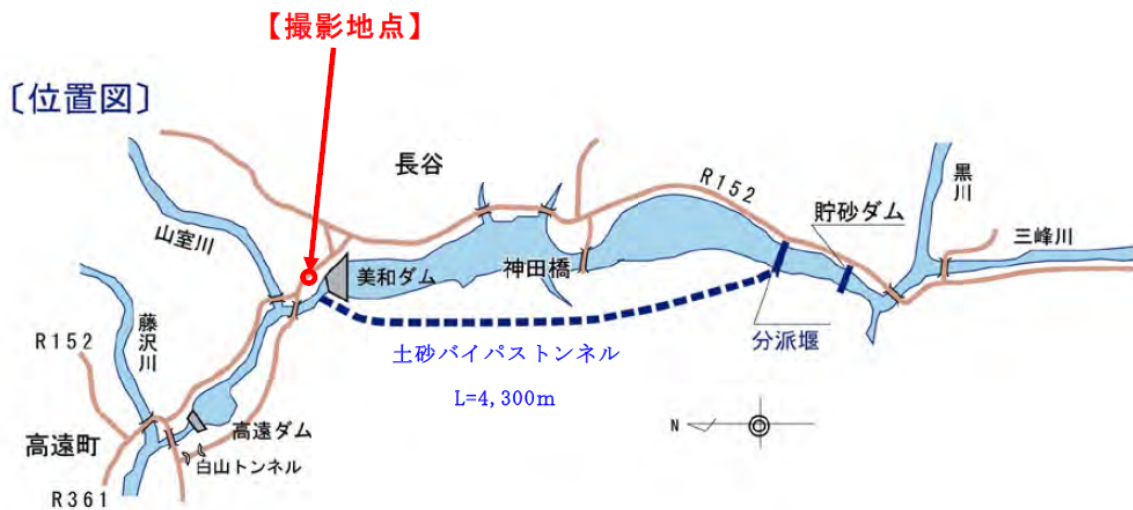 【撮影地点】
〔位置図〕
長谷
R152
黒川
貯砂ダム
三峰川
山室川
美和ダム
神田橋
藤沢川
R152
分派堰
土砂バイパストンネル
L=4,300m
N
高遠ダム
高遠町
白山トンネル
R361